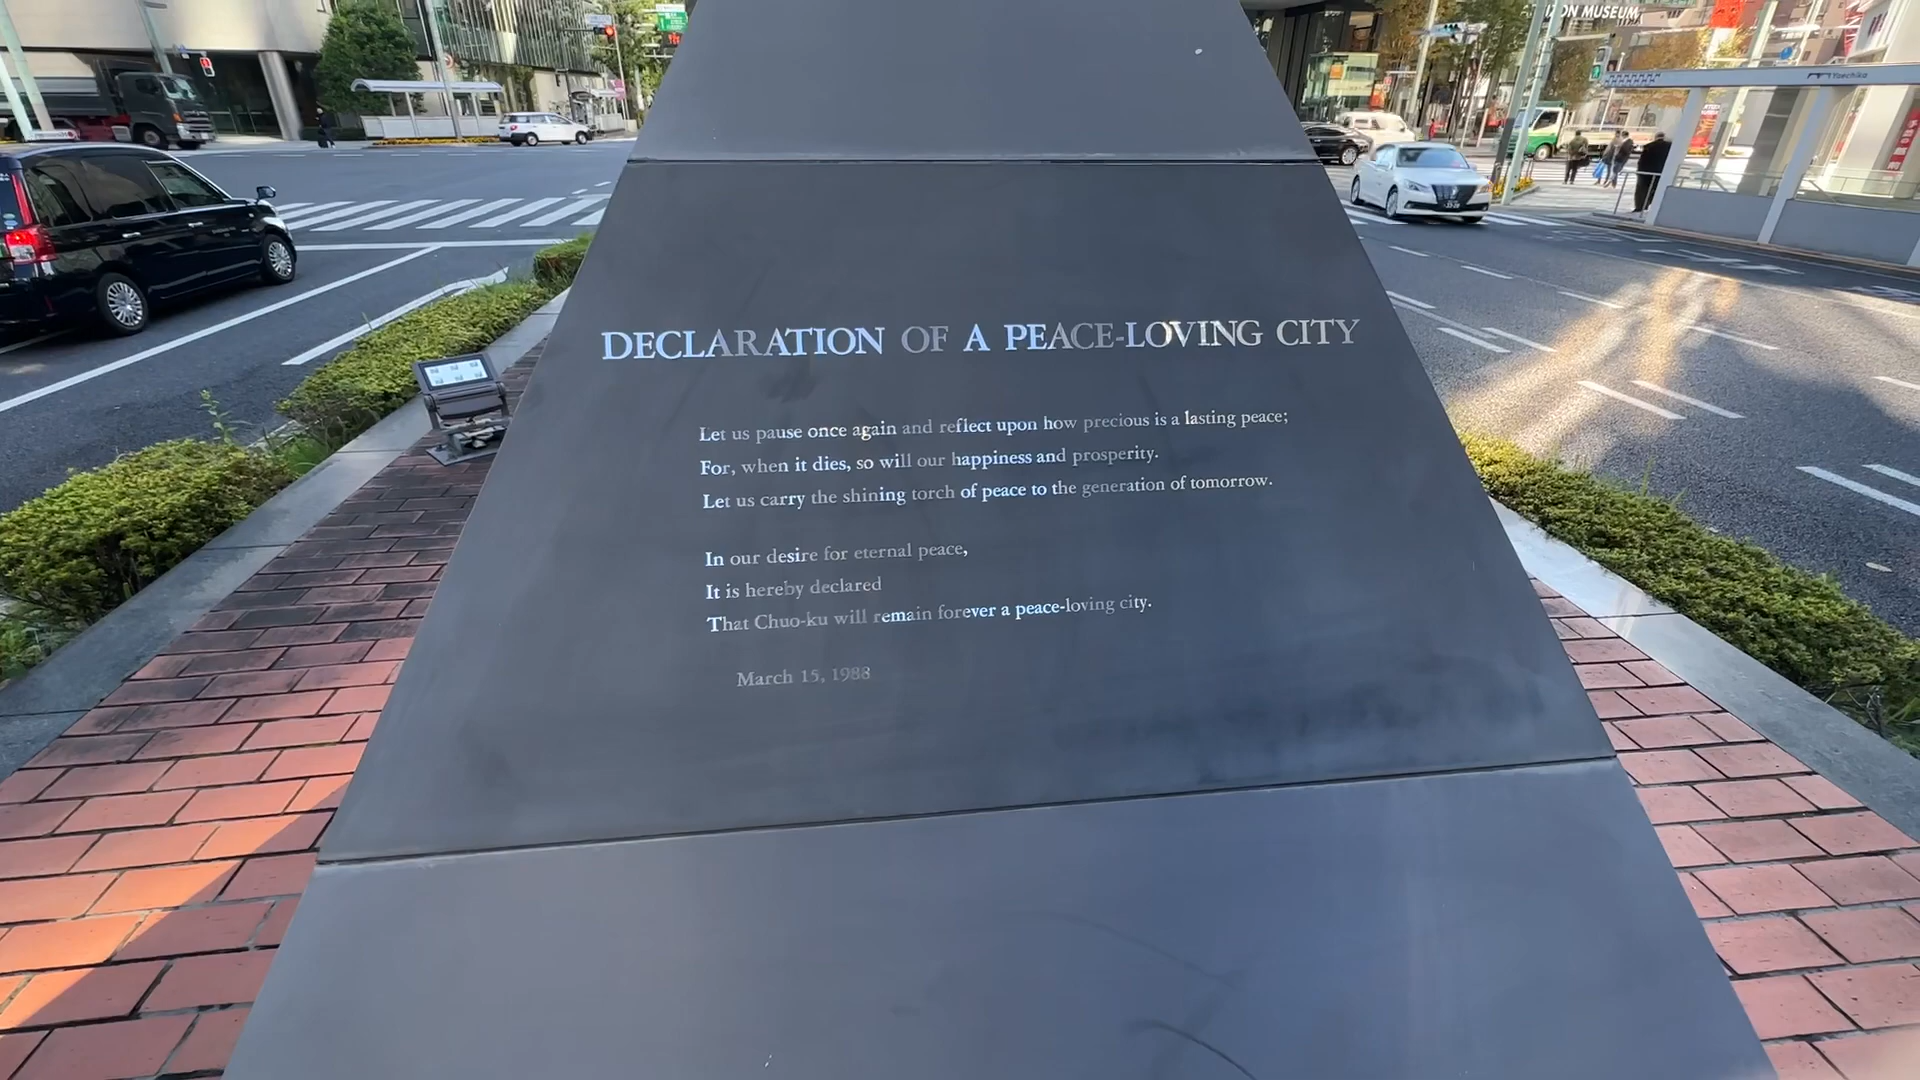 ZON MUSEUM
Yaechika
DECLARATION OF A PEACE-LOVING CITY
Let us pause once again and reflect upon how precious is a lasting peace;
For, when it dies, so will our happiness and prosperity.
Let us carry the shining torch of peace to the generation of tomorrow.
In our desire for eternal peace,
It is hereby declared
That Chuo-ku will remain forever a peace-loving city.
March 15, 1988